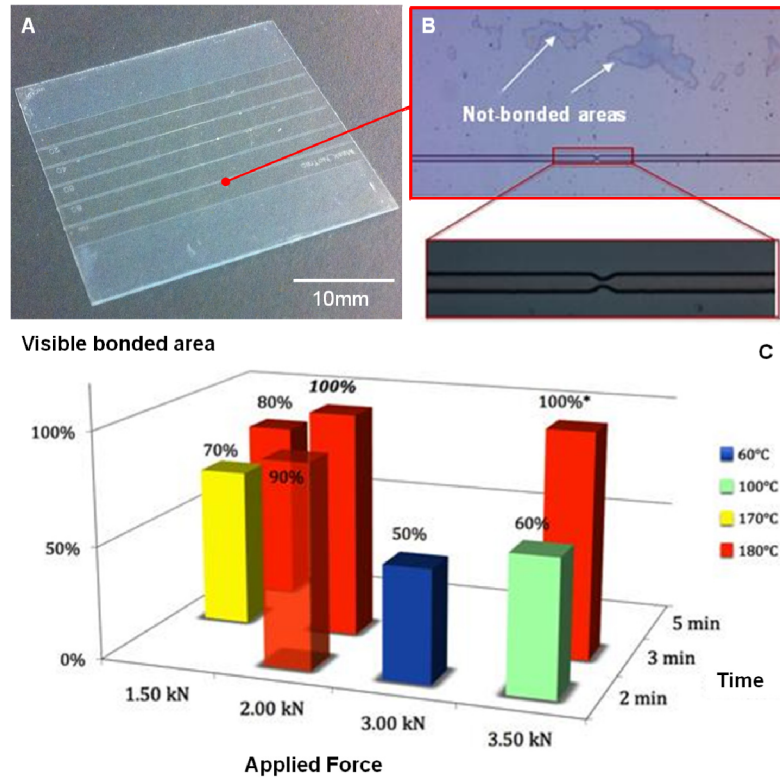 A
B
Not-bonded areas
10mm
Visible bonded area
C
100%
80%
100%
100%*
70%
90%
50%
60%
50%
0%
60°C
100°C
170°C
180°C
5 min
3 min
2 min
Time
1.50 kN
2.00 kN
3.00 kN
3.50 kN
Applied Force